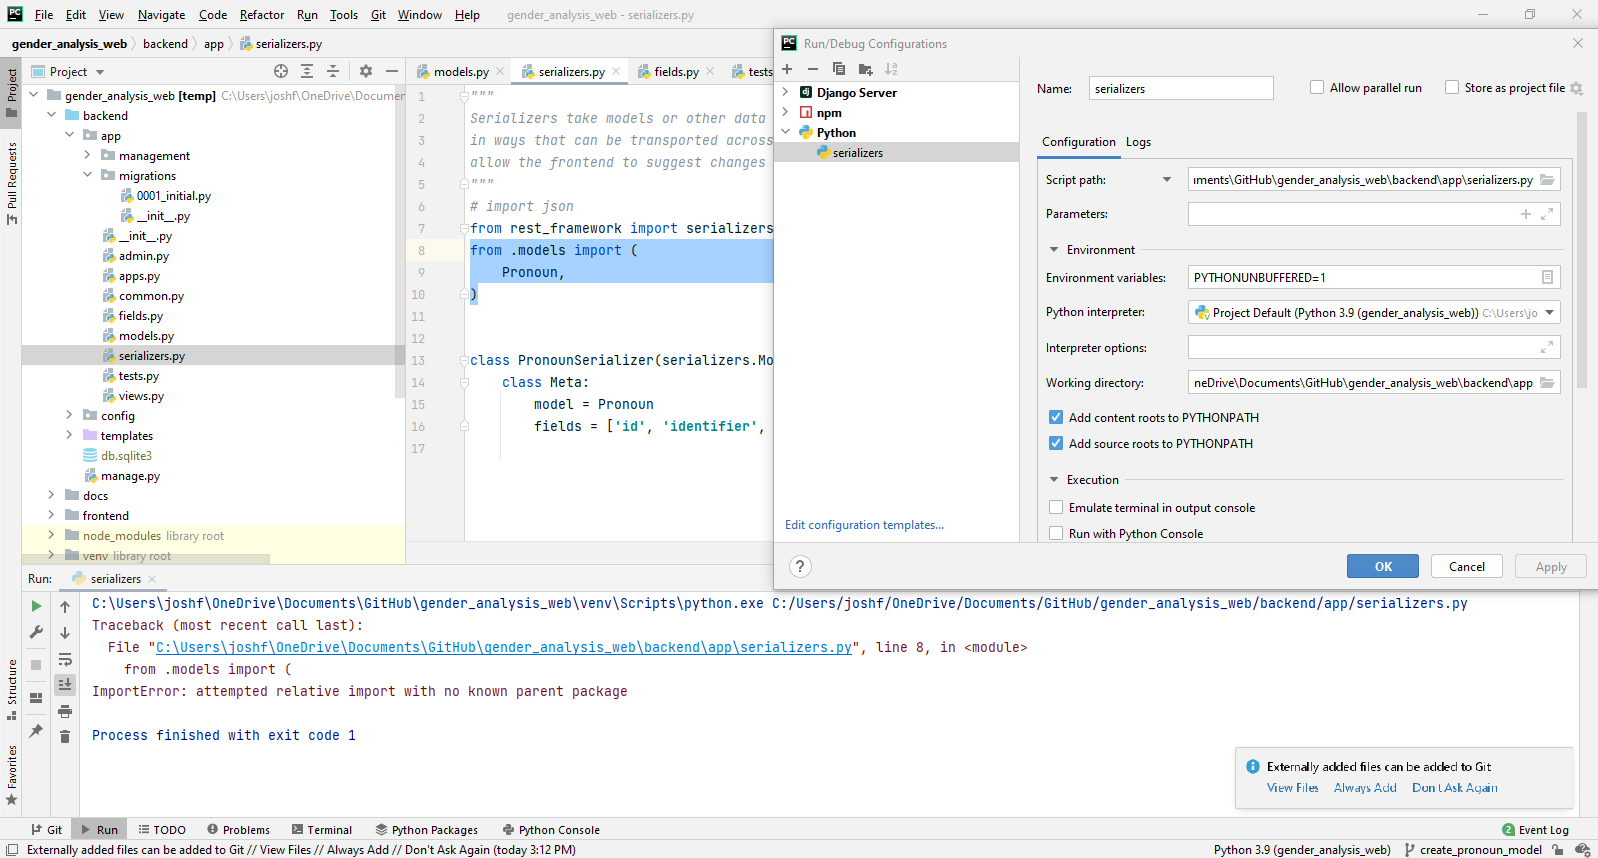 File Edit View Navigate Code Refactor Run Tools Git Window Help gender_analysis_web - serializers.py
gender_analysis_web backend app serializers.py
Project
models.py serializers.py fields.py tests
gender_analysis_web [temp] C:\Users\joshf\OneDrive\Documen
backend
app
management
migrations
0001_initial.py
__init__.py
__init__.py
admin.py
apps.py
common.py
fields.py
models.py
serializers.py
tests.py
views.py
config
templates
db.sqlite3
manage.py
docs
frontend
node_modules library root
venv library root
Project
Pull Requests
Structure
Favorites
1 """
2 Serializers take models or other data
3 in ways that can be transported across
4 allow the frontend to suggest changes
5 """
6 # import json
7 from rest_framework import serializers
8 from .models import (
9 Pronoun,
10 )
11
12
13 class PronounSerializer(serializers.Mo
14 class Meta:
15 model = Pronoun
16 fields = ['id', 'identifier',
17
Run/Debug Configurations
Django Server
npm
Python
serializers
Edit configuration templates...
Name: serializers Allow parallel run Store as project file
Configuration Logs
Script path: ments\GitHub\gender_analysis_web\backend\app\serializers.py
Parameters:
Environment
Environment variables: PYTHONUNBUFFERED=1
Python interpreter: Project Default (Python 3.9 (gender_analysis_web)) C:\Users\jo
Interpreter options:
Working directory: neDrive\Documents\GitHub\gender_analysis_web\backend\app
Add content roots to PYTHONPATH
Add source roots to PYTHONPATH
Execution
Emulate terminal in output console
Run with Python Console
? OK Cancel Apply
Run: serializers
C:\Users\joshf\OneDrive\Documents\GitHub\gender_analysis_web\venv\Scripts\python.exe C:/Users/joshf/OneDrive/Documents/GitHub/gender_analysis_web/backend/app/serializers.py
Traceback (most recent call last):
File "C:\Users\joshf\OneDrive\Documents\GitHub\gender_analysis_web\backend\app\serializers.py", line 8, in <module>
from .models import (
ImportError: attempted relative import with no known parent package
Process finished with exit code 1
Externally added files can be added to Git
View Files Always Add Don't Ask Again
Git Run TODO Problems Terminal Python Packages Python Console 2 Event Log
Externally added files can be added to Git // View Files // Always Add // Don't Ask Again (today 3:12 PM) Python 3.9 (gender_analysis_web) create_pronoun_model